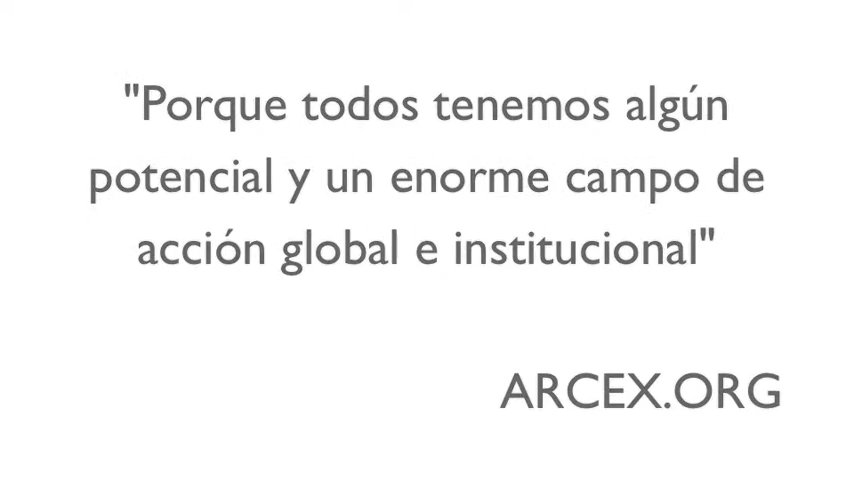 "Porque todos tenemos algún
potencial y un enorme campo de
acción global e institucional"
ARCEX.ORG